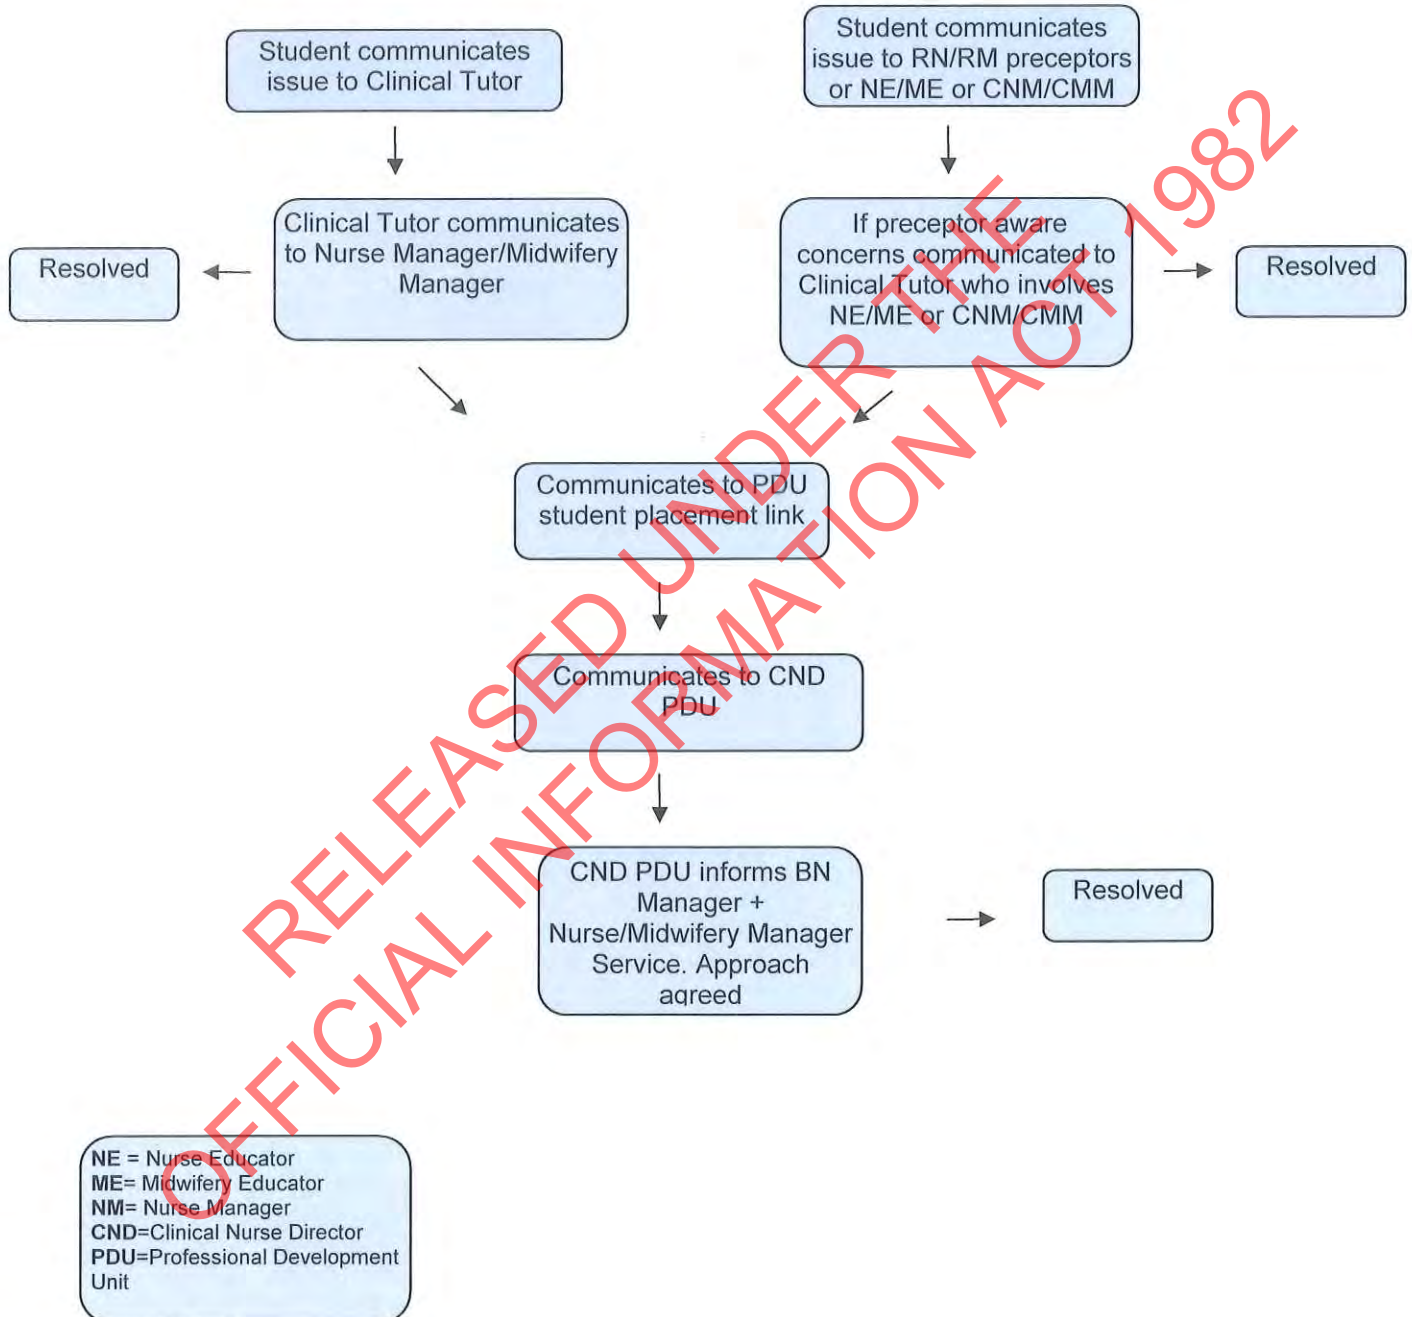 Student communicates
issue to Clinical Tutor
Student communicates
issue to RN/RM preceptors
or NE/ME or CNM/CMM
Clinical Tutor communicates
to Nurse Manager/Midwifery
Manager
Resolved
If preceptor aware
concerns communicated to
Clinical Tutor who involves
NE/ME or CNM/CMM
Resolved
Communicates to PDU
student placement link
Communicates to CND
PDU
CND PDU informs BN
Manager +
Nurse/Midwifery Manager
Service. Approach
agreed
Resolved
NE = Nurse Educator
ME= Midwifery Educator
NM= Nurse Manager
CND=Clinical Nurse Director
PDU=Professional Development
Unit
RELEASED UNDER THE
OFFICIAL INFORMATION ACT 1982